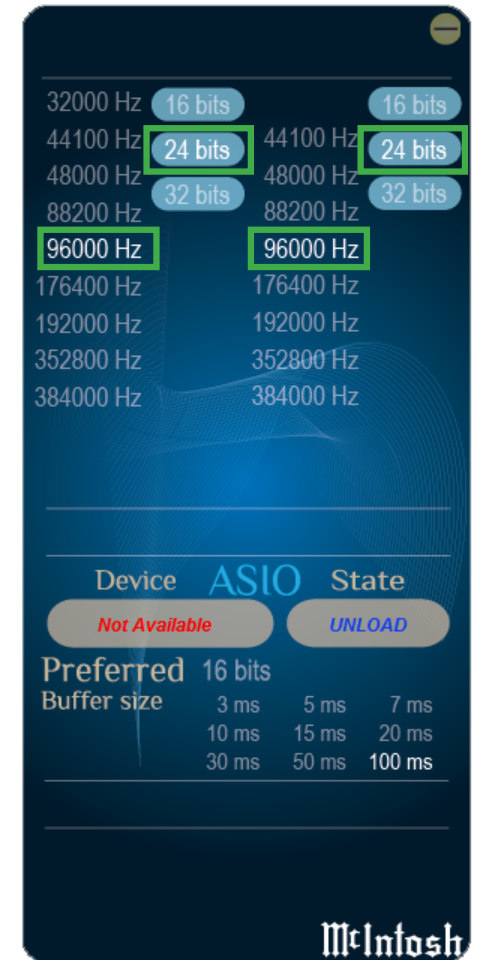 32000 Hz 16 bits 16 bits
44100 Hz 24 bits 44100 Hz 24 bits
48000 Hz 32 bits 48000 Hz 32 bits
88200 Hz 88200 Hz
96000 Hz 96000 Hz
176400 Hz 176400 Hz
192000 Hz 192000 Hz
352800 Hz 352800 Hz
384000 Hz 384000 Hz
Device ASIO State
Not Available UNLOAD
Preferred 16 bits
Buffer size 3 ms 5 ms 7 ms
10 ms 15 ms 20 ms
30 ms 50 ms 100 ms
McIntosh